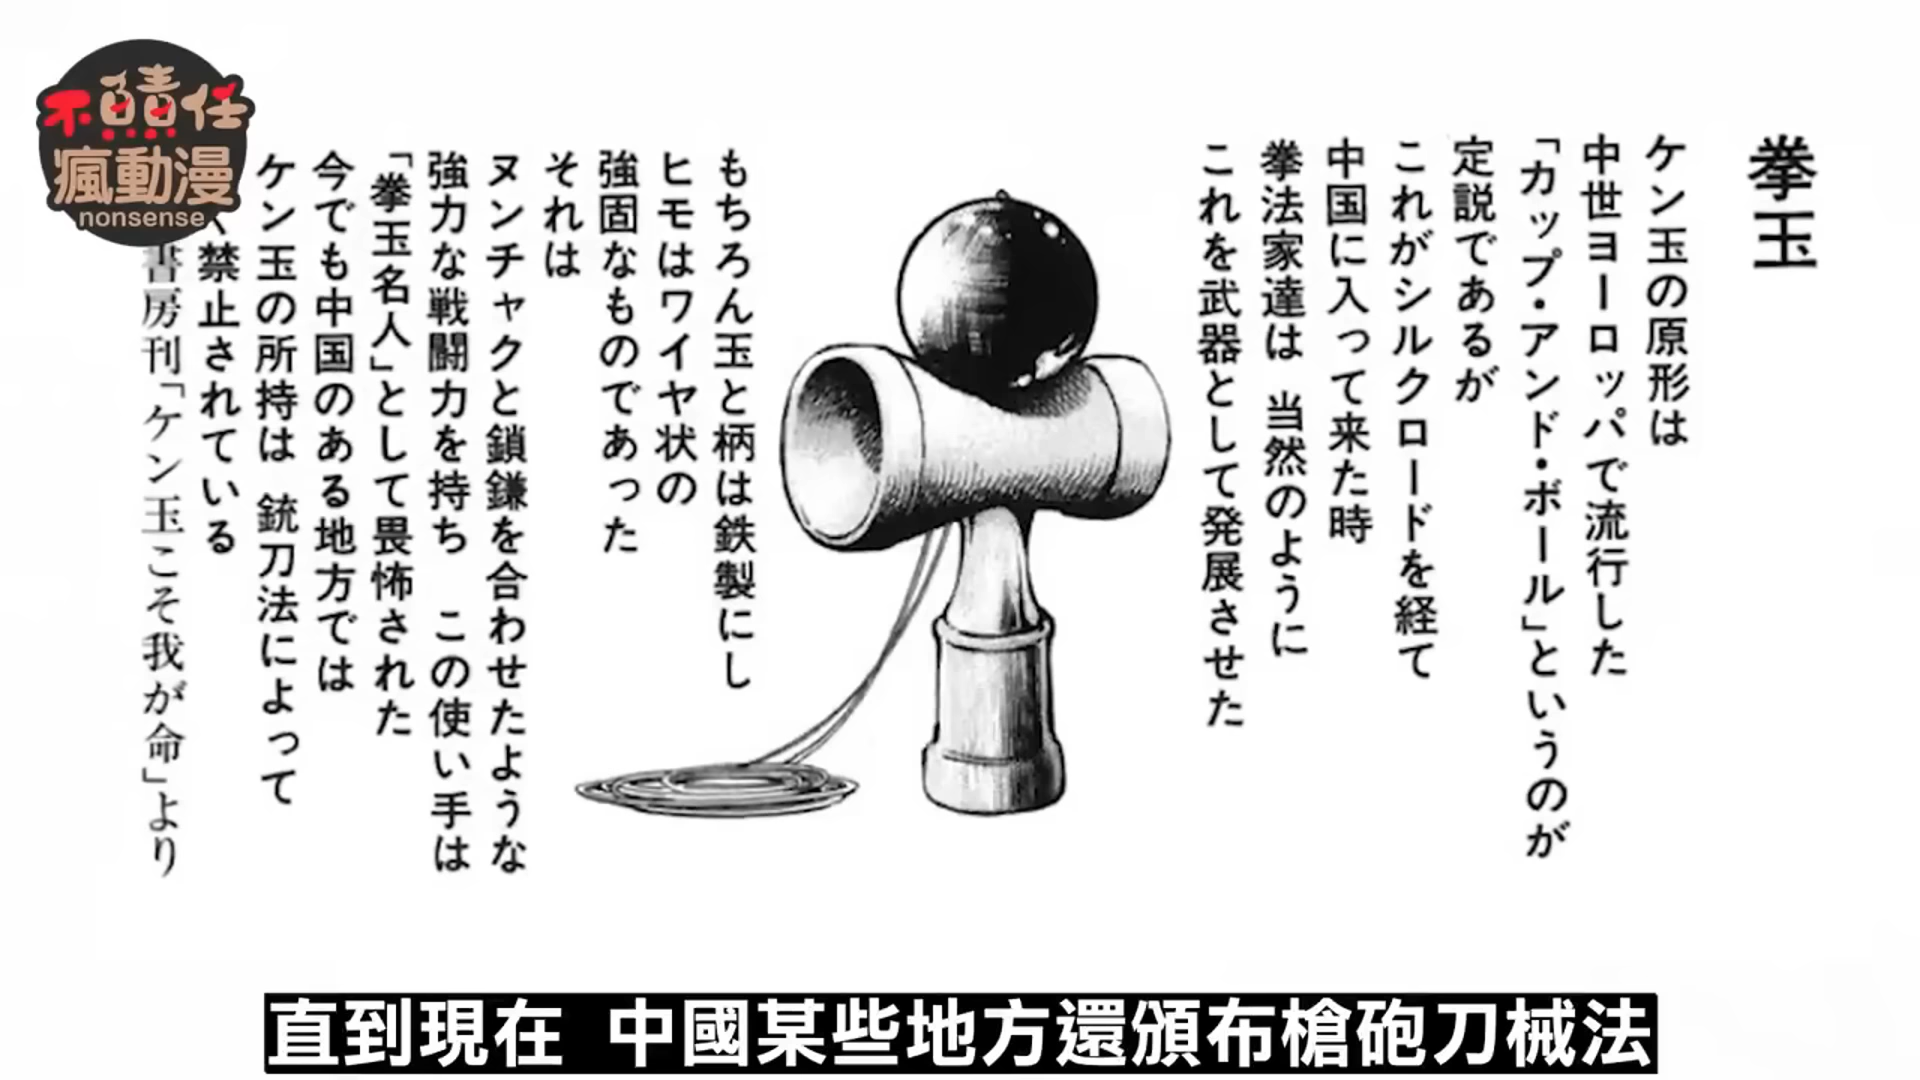 不負責任
瘋動漫
nonsense
拳玉
ケン玉の原形は
中世ヨーロッパで流行した
「カップ・アンド・ボール」というのが
定説であるが
これがシルクロードを経て
中国に入って来た時
拳法家達は 当然のように
これを武器として発展させた
もちろん玉と柄は鉄製にし
ヒモはワイヤ状の
強固なものであった
それは
ヌンチャクと鎖鎌を合わせたような
強力な戦闘力を持ち この使い手は
「拳玉名人」として畏怖された
今でも中国のある地方では
ケン玉の所持は 銃刀法によって
く禁止されている
書房刊「ケン玉こそ我が命」より
直到現在 中國某些地方還頒布槍砲刀械法